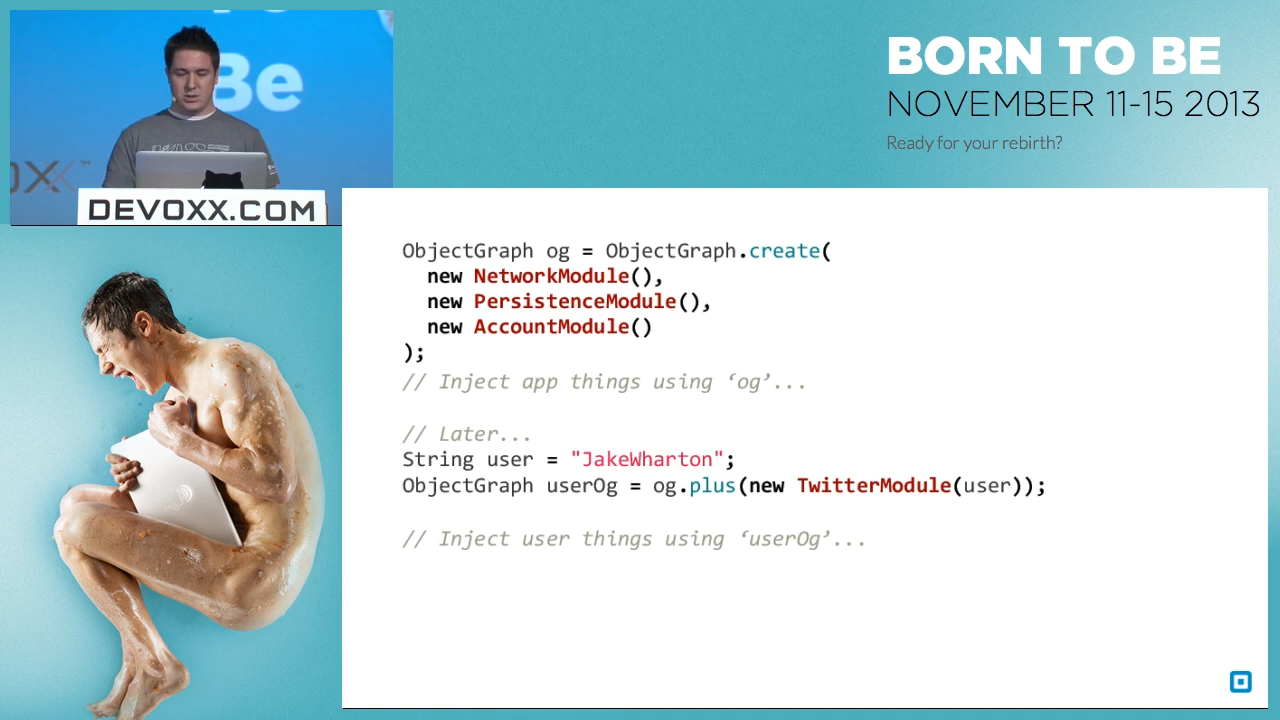 Be
OX™
DEVOXX.COM
BORN TO BE
NOVEMBER 11-15 2013
Ready for your rebirth?
ObjectGraph og = ObjectGraph.create(
  new NetworkModule(),
  new PersistenceModule(),
  new AccountModule()
);
// Inject app things using ‘og’...
// Later...
String user = "JakeWharton";
ObjectGraph userOg = og.plus(new TwitterModule(user));
// Inject user things using ‘userOg’...